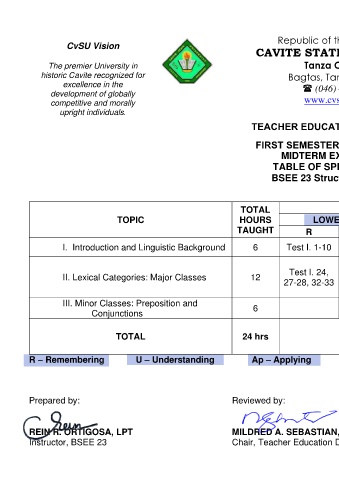 CvSU Vision
The premier University in
historic Cavite recognized for
excellence in the
development of globally
competitive and morally
upright individuals.
Republic of th
CAVITE STAT
Tanza C
Bagtas, Tan
☎ (046)
www.cvs
TEACHER EDUCAT
FIRST SEMESTER
MIDTERM EX
TABLE OF SPE
BSEE 23 Struct
TOPIC
TOTAL
HOURS
TAUGHT
LOWE
R
I. Introduction and Linguistic Background 6 Test I. 1-10
II. Lexical Categories: Major Classes 12 Test I. 24,
27-28, 32-33
III. Minor Classes: Preposition and
Conjunctions 6
TOTAL 24 hrs
R – Remembering U – Understanding Ap – Applying
Prepared by: Reviewed by:
REIN R. ORTIGOSA, LPT MILDRED A. SEBASTIAN,
Instructor, BSEE 23 Chair, Teacher Education D